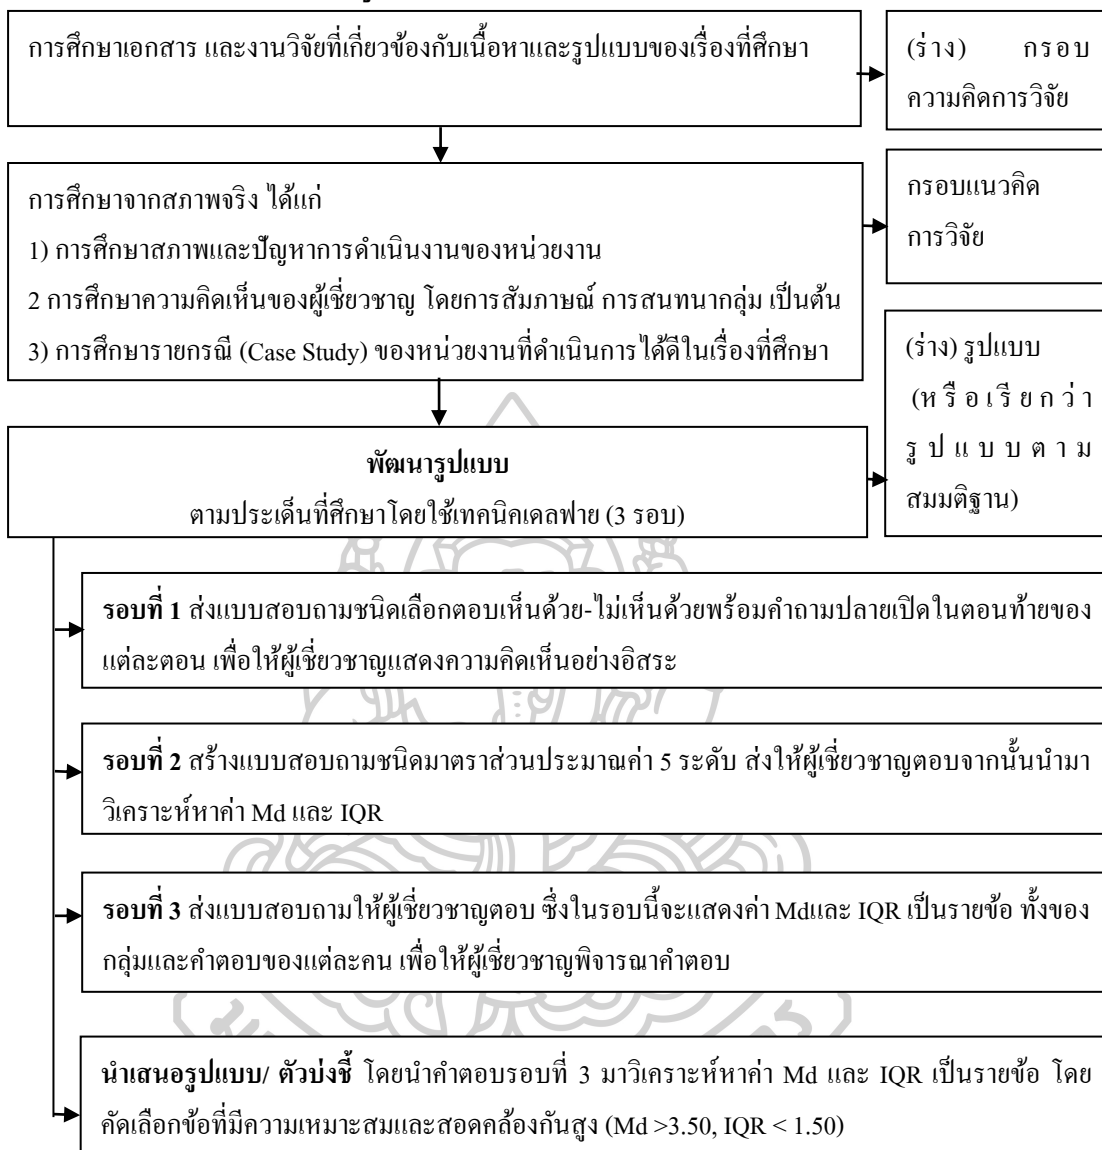 การศึกษาเอกสาร และงานวิจัยที่เกี่ยวข้องกับเนื้อหาและรูปแบบของเรื่องที่ศึกษา
(ร่าง) กรอบ
ความคิดการวิจัย
การศึกษาจากสภาพจริง ได้แก่
1) การศึกษาสภาพและปัญหาการดำเนินงานของหน่วยงาน
2 การศึกษาความคิดเห็นของผู้เชี่ยวชาญ โดยการสัมภาษณ์ การสนทนากลุ่ม เป็นต้น
3) การศึกษารายกรณี (Case Study) ของหน่วยงานที่ดำเนินการได้ดีในเรื่องที่ศึกษา
กรอบแนวคิด
การวิจัย
(ร่าง) รูปแบบ
(หรือเรียกว่า
รูปแบบตาม
สมมติฐาน)
พัฒนารูปแบบ
ตามประเด็นที่ศึกษาโดยใช้เทคนิคเดลฟาย (3 รอบ)
รอบที่ 1 ส่งแบบสอบถามชนิดเลือกตอบเห็นด้วย-ไม่เห็นด้วยพร้อมคำถามปลายเปิดในตอนท้ายของ
แต่ละตอน เพื่อให้ผู้เชี่ยวชาญแสดงความคิดเห็นอย่างอิสระ
รอบที่ 2 สร้างแบบสอบถามชนิดมาตราส่วนประมาณค่า 5 ระดับ ส่งให้ผู้เชี่ยวชาญตอบจากนั้นนำมา
วิเคราะห์หาค่า Md และ IQR
รอบที่ 3 ส่งแบบสอบถามให้ผู้เชี่ยวชาญตอบ ซึ่งในรอบนี้จะแสดงค่า Mdและ IQR เป็นรายข้อ ทั้งของ
กลุ่มและคำตอบของแต่ละคน เพื่อให้ผู้เชี่ยวชาญพิจารณาคำตอบ
นำเสนอรูปแบบ/ ตัวบ่งชี้ โดยนำคำตอบรอบที่ 3 มาวิเคราะห์หาค่า Md และ IQR เป็นรายข้อ โดย
คัดเลือกข้อที่มีความเหมาะสมและสอดคล้องกันสูง (Md >3.50, IQR < 1.50)